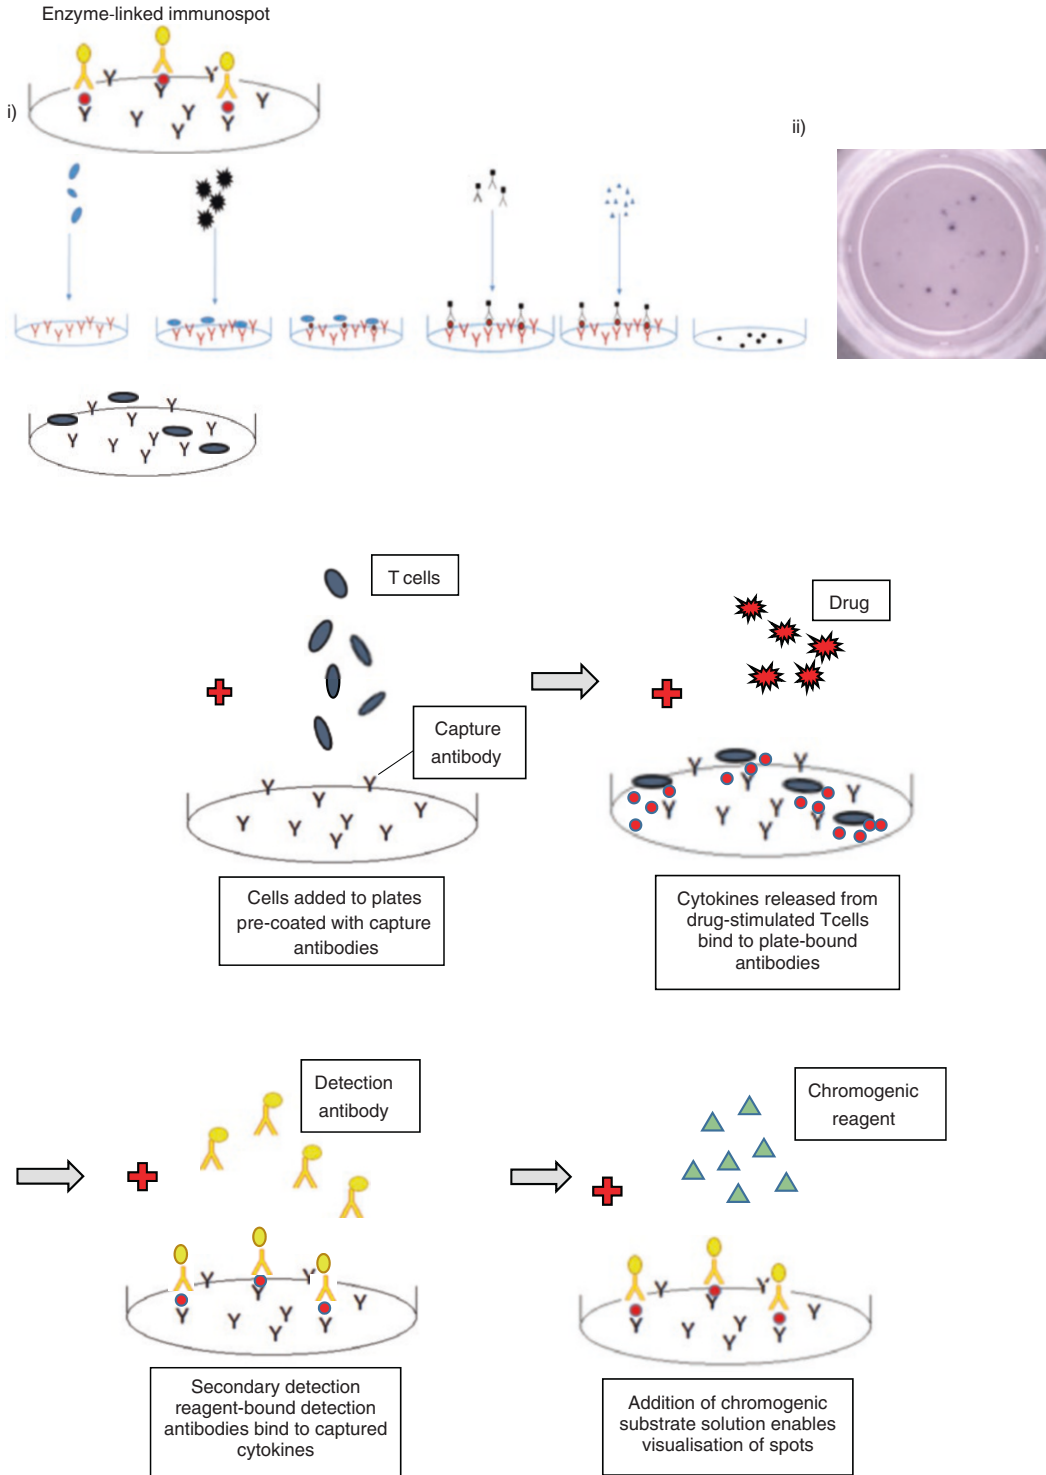 Enzyme-linked immunospot
i)
ii)
T cells
Drug
Capture
antibody
Cells added to plates
pre-coated with capture
antibodies
Cytokines released from
drug-stimulated Tcells
bind to plate-bound
antibodies
Detection
antibody
Chromogenic
reagent
Secondary detection
reagent-bound detection
antibodies bind to captured
cytokines
Addition of chromogenic
substrate solution enables
visualisation of spots